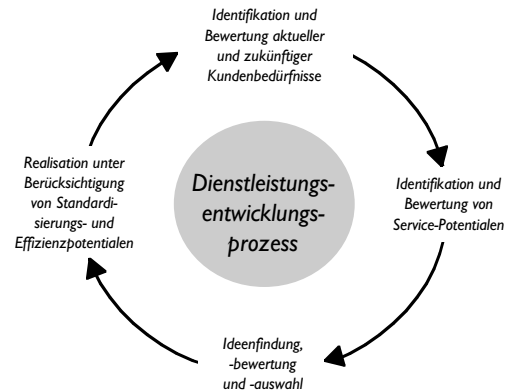 Identifikation und
Bewertung aktueller
und zukünftiger
Kundenbedürfnisse
Identifikation und
Bewertung von
Service-Potentialen
Ideenfindung,
-bewertung
und -auswahl
Realisation unter
Berücksichtigung
von Standardi-
sierungs- und
Effizienzpotentialen
Dienstleistungs-
entwicklungs-
prozess